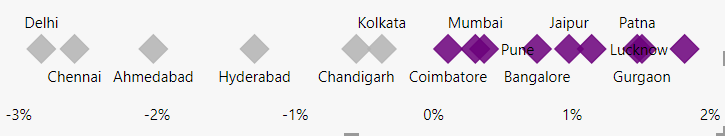 Delhi Kolkata Mumbai Jaipur Patna
Pune Lucknow
Chennai Ahmedabad Hyderabad Chandigarh Coimbatore Bangalore Gurgaon
-3% -2% -1% 0% 1% 2%